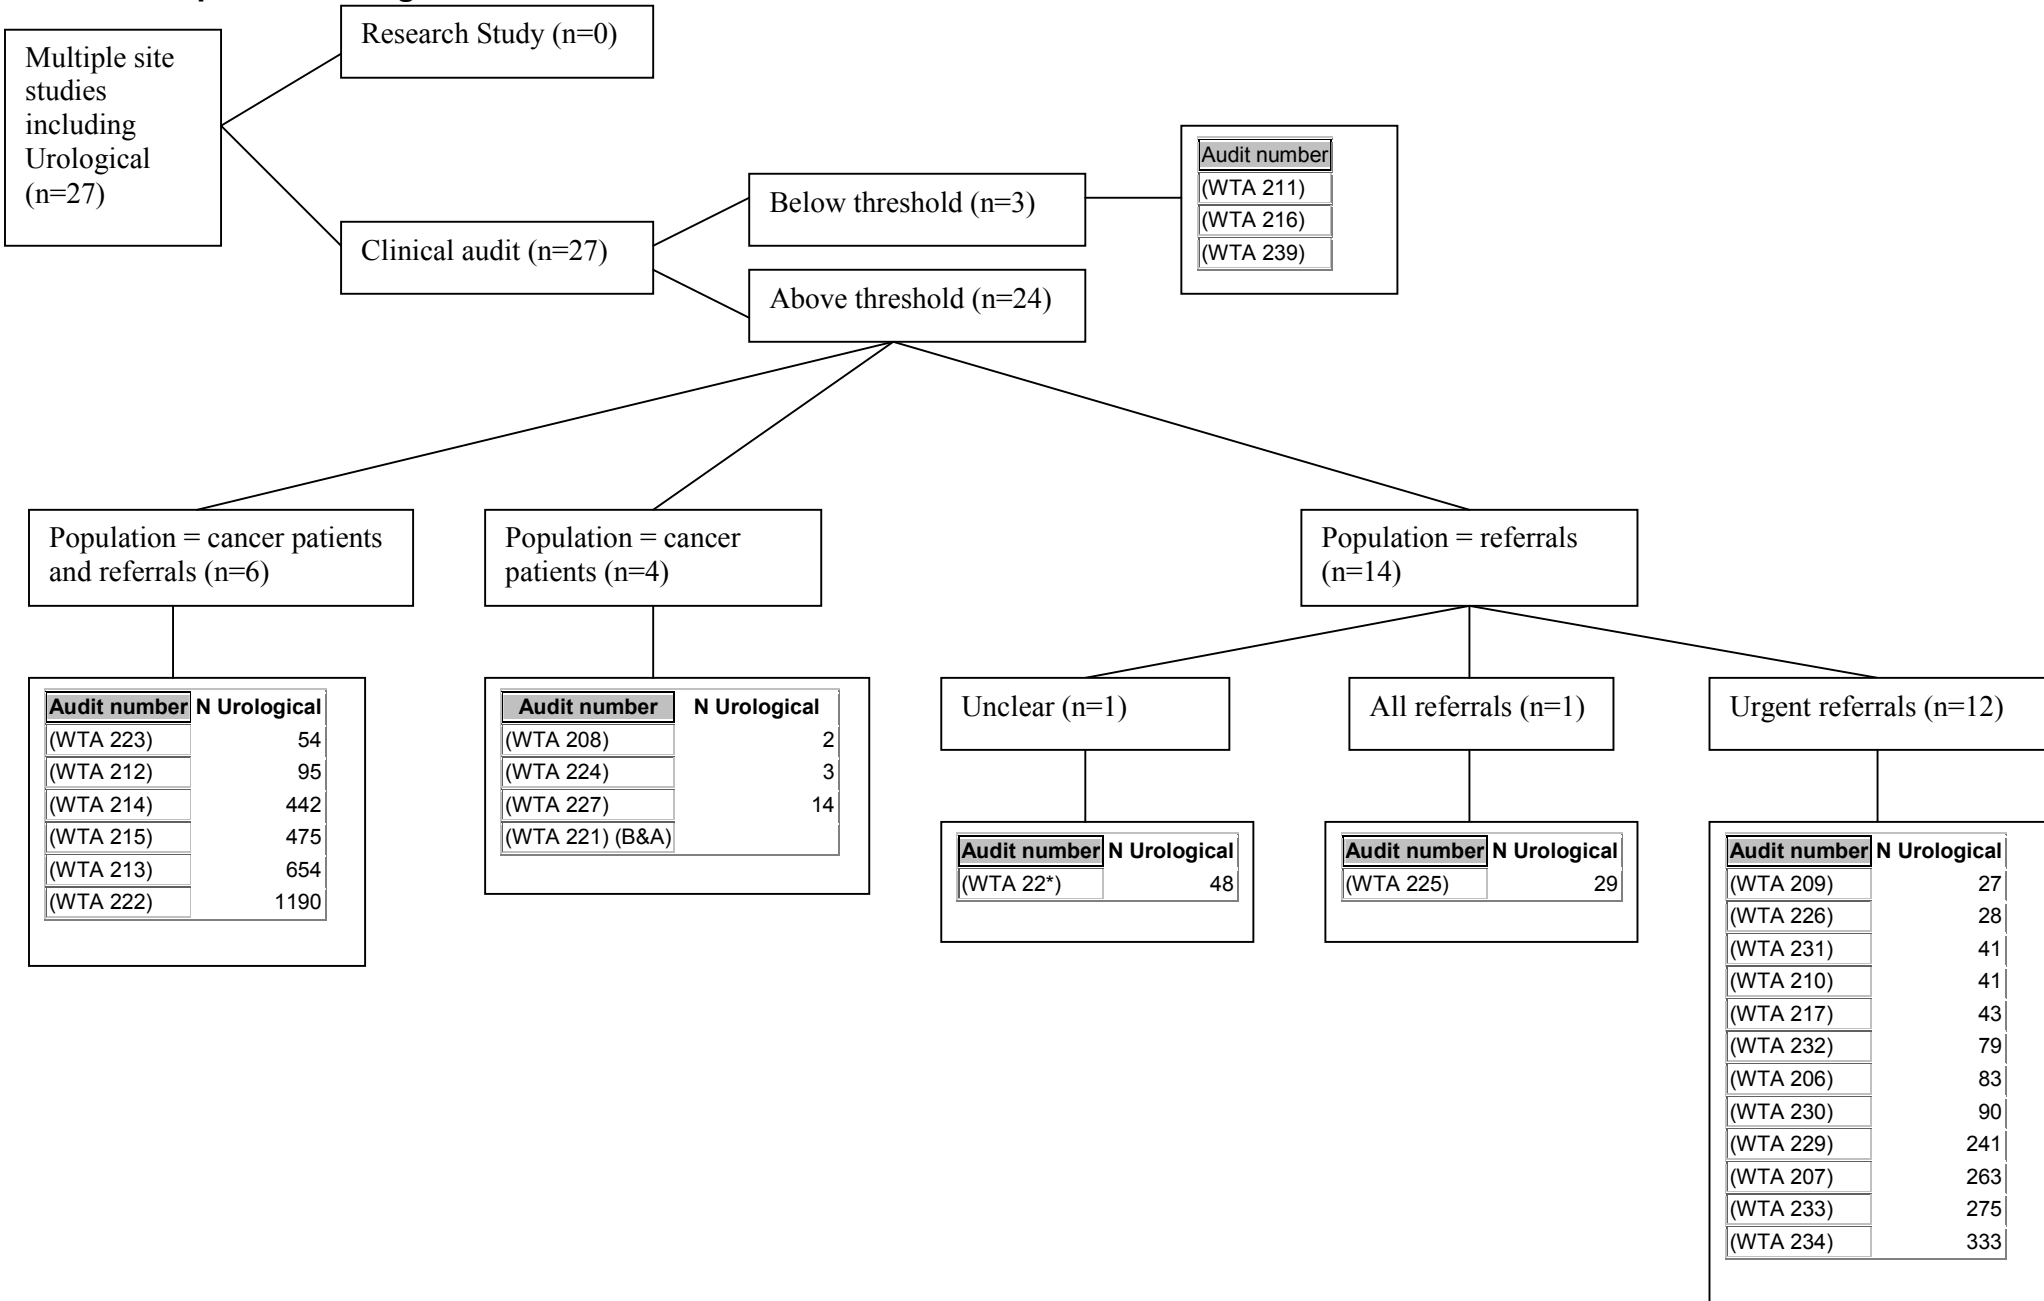 Multiple site
studies
including
Urological
(n=27)
Research Study (n=0)
Clinical audit (n=27)
Below threshold (n=3)
Above threshold (n=24)
Audit number
(WTA 211)
(WTA 216)
(WTA 239)
Population = cancer patients
and referrals (n=6)
Audit number N Urological
(WTA 223) 54
(WTA 212) 95
(WTA 214) 442
(WTA 215) 475
(WTA 213) 654
(WTA 222) 1190
Population = cancer
patients (n=4)
Audit number N Urological
(WTA 208) 2
(WTA 224) 3
(WTA 227) 14
(WTA 221) (B&A)
Population = referrals
(n=14)
Unclear (n=1)
Audit number N Urological
(WTA 22*) 48
All referrals (n=1)
Audit number N Urological
(WTA 225) 29
Urgent referrals (n=12)
Audit number N Urological
(WTA 209) 27
(WTA 226) 28
(WTA 231) 41
(WTA 210) 41
(WTA 217) 43
(WTA 232) 79
(WTA 206) 83
(WTA 230) 90
(WTA 229) 241
(WTA 207) 263
(WTA 233) 275
(WTA 234) 333